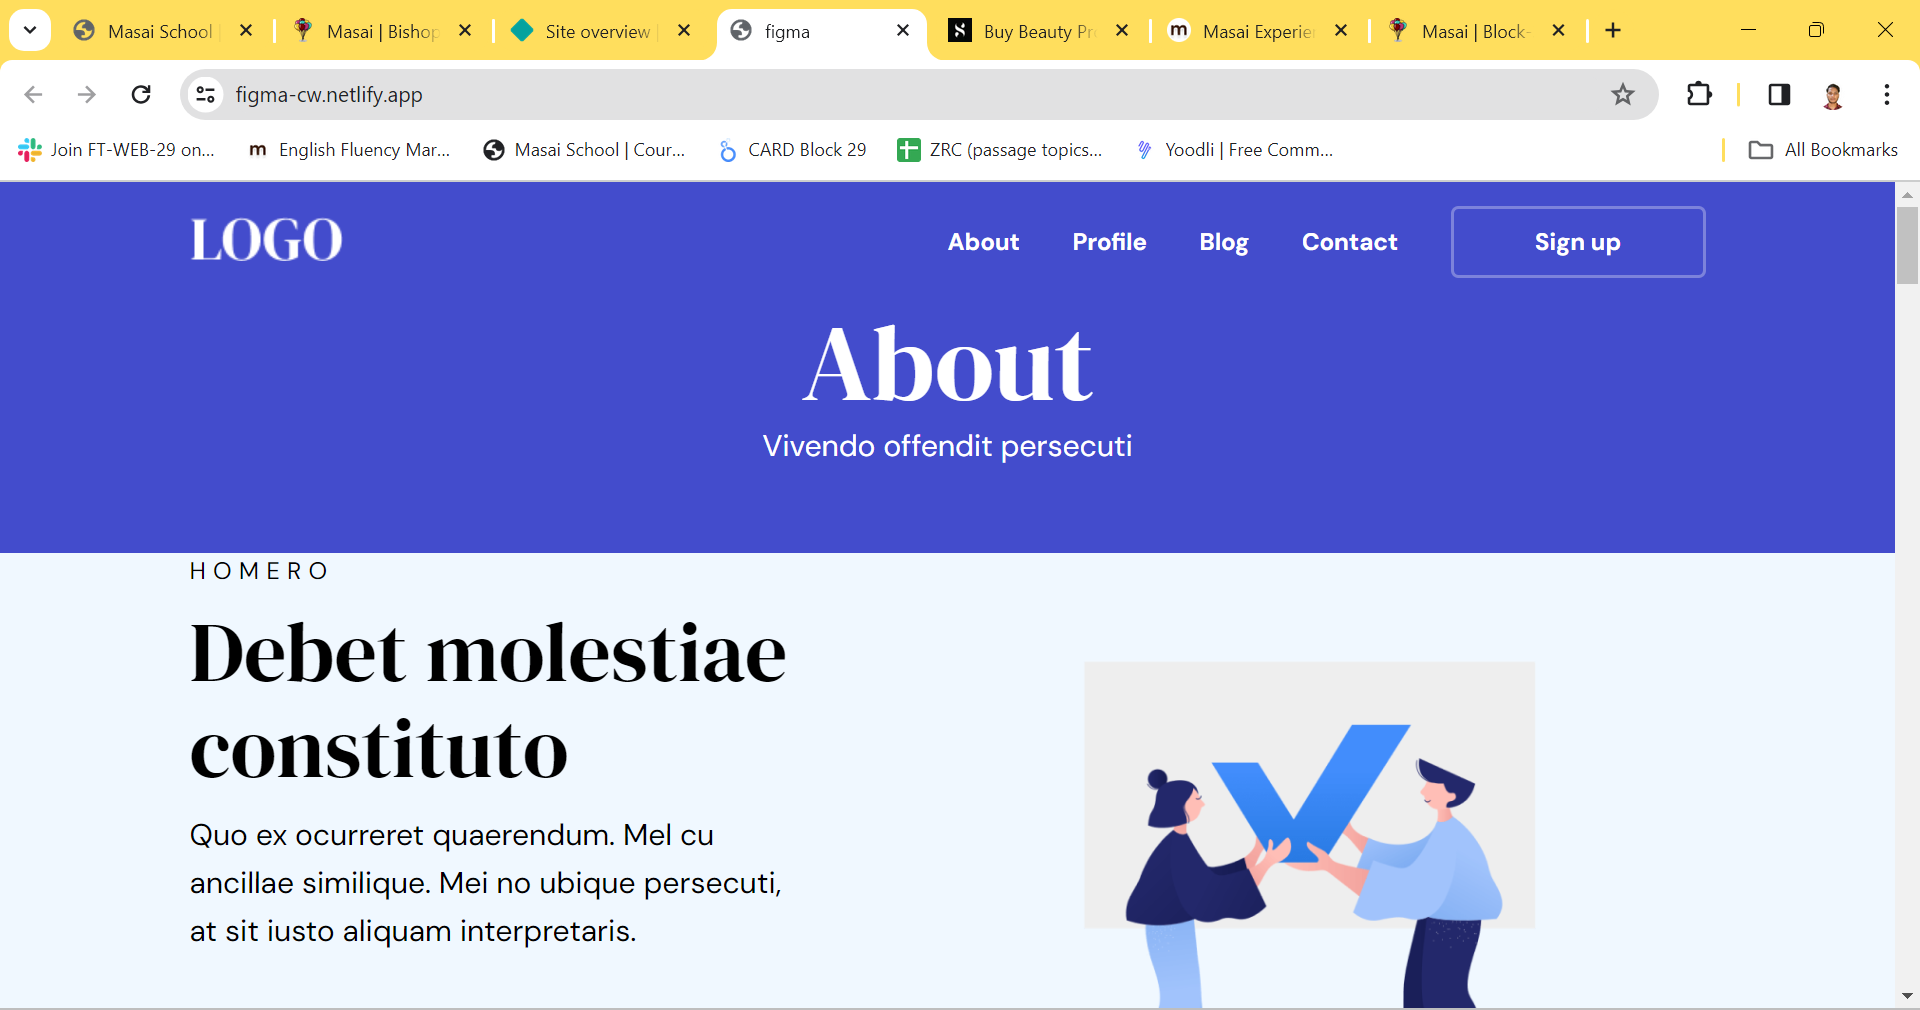 Masai School
Masai | Bishop
Site overview
figma
Buy Beauty Pr
Masai Experie
Masai | Block-
figma-cw.netlify.app
Join FT-WEB-29 on...
m English Fluency Mar...
Masai School | Cour...
CARD Block 29
ZRC (passage topics...
Yoodli | Free Comm...
All Bookmarks
LOGO
About
Profile
Blog
Contact
Sign up
About
Vivendo offendit persecuti
HOMERO
Debet molestiae
constituto
Quo ex ocurreret quaerendum. Mel cu
ancillae similique. Mei no ubique persecuti,
at sit iusto aliquam interpretaris.